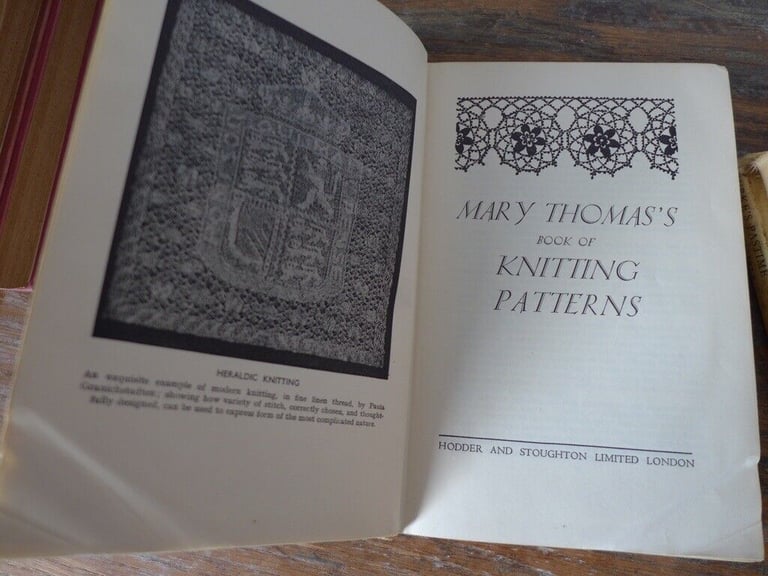 HERALDIC KNITTING
An exquisite example of modern knitting, in fine linen thread, by
showing how variety of stitch, correctly chosen, and thought-
fully designed, can be used to express form of the most complicated nature.
MARY THOMAS'S
BOOK OF
KNITTING
PATTERNS
HODDER AND STOUGHTON LIMITED LONDON